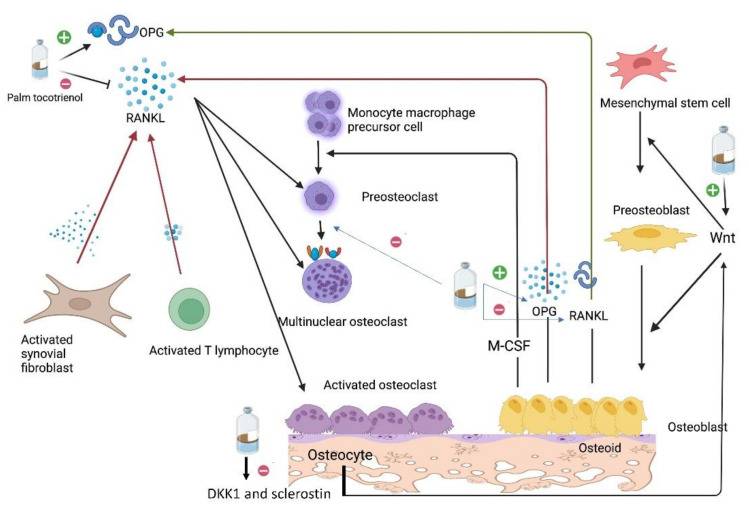 OPG
Palm tocotrienol
RANKL
Monocyte macrophage
precursor cell
Mesenchymal stem cell
Preosteoclast
Preosteoblast
Wnt
Activated
synovial
fibroblast
Activated T lymphocyte
Multinuclear osteoclast
OPG
RANKL
M-CSF
Activated osteoclast
Osteoblast
Osteocyte
Osteoid
DKK1 and sclerostin